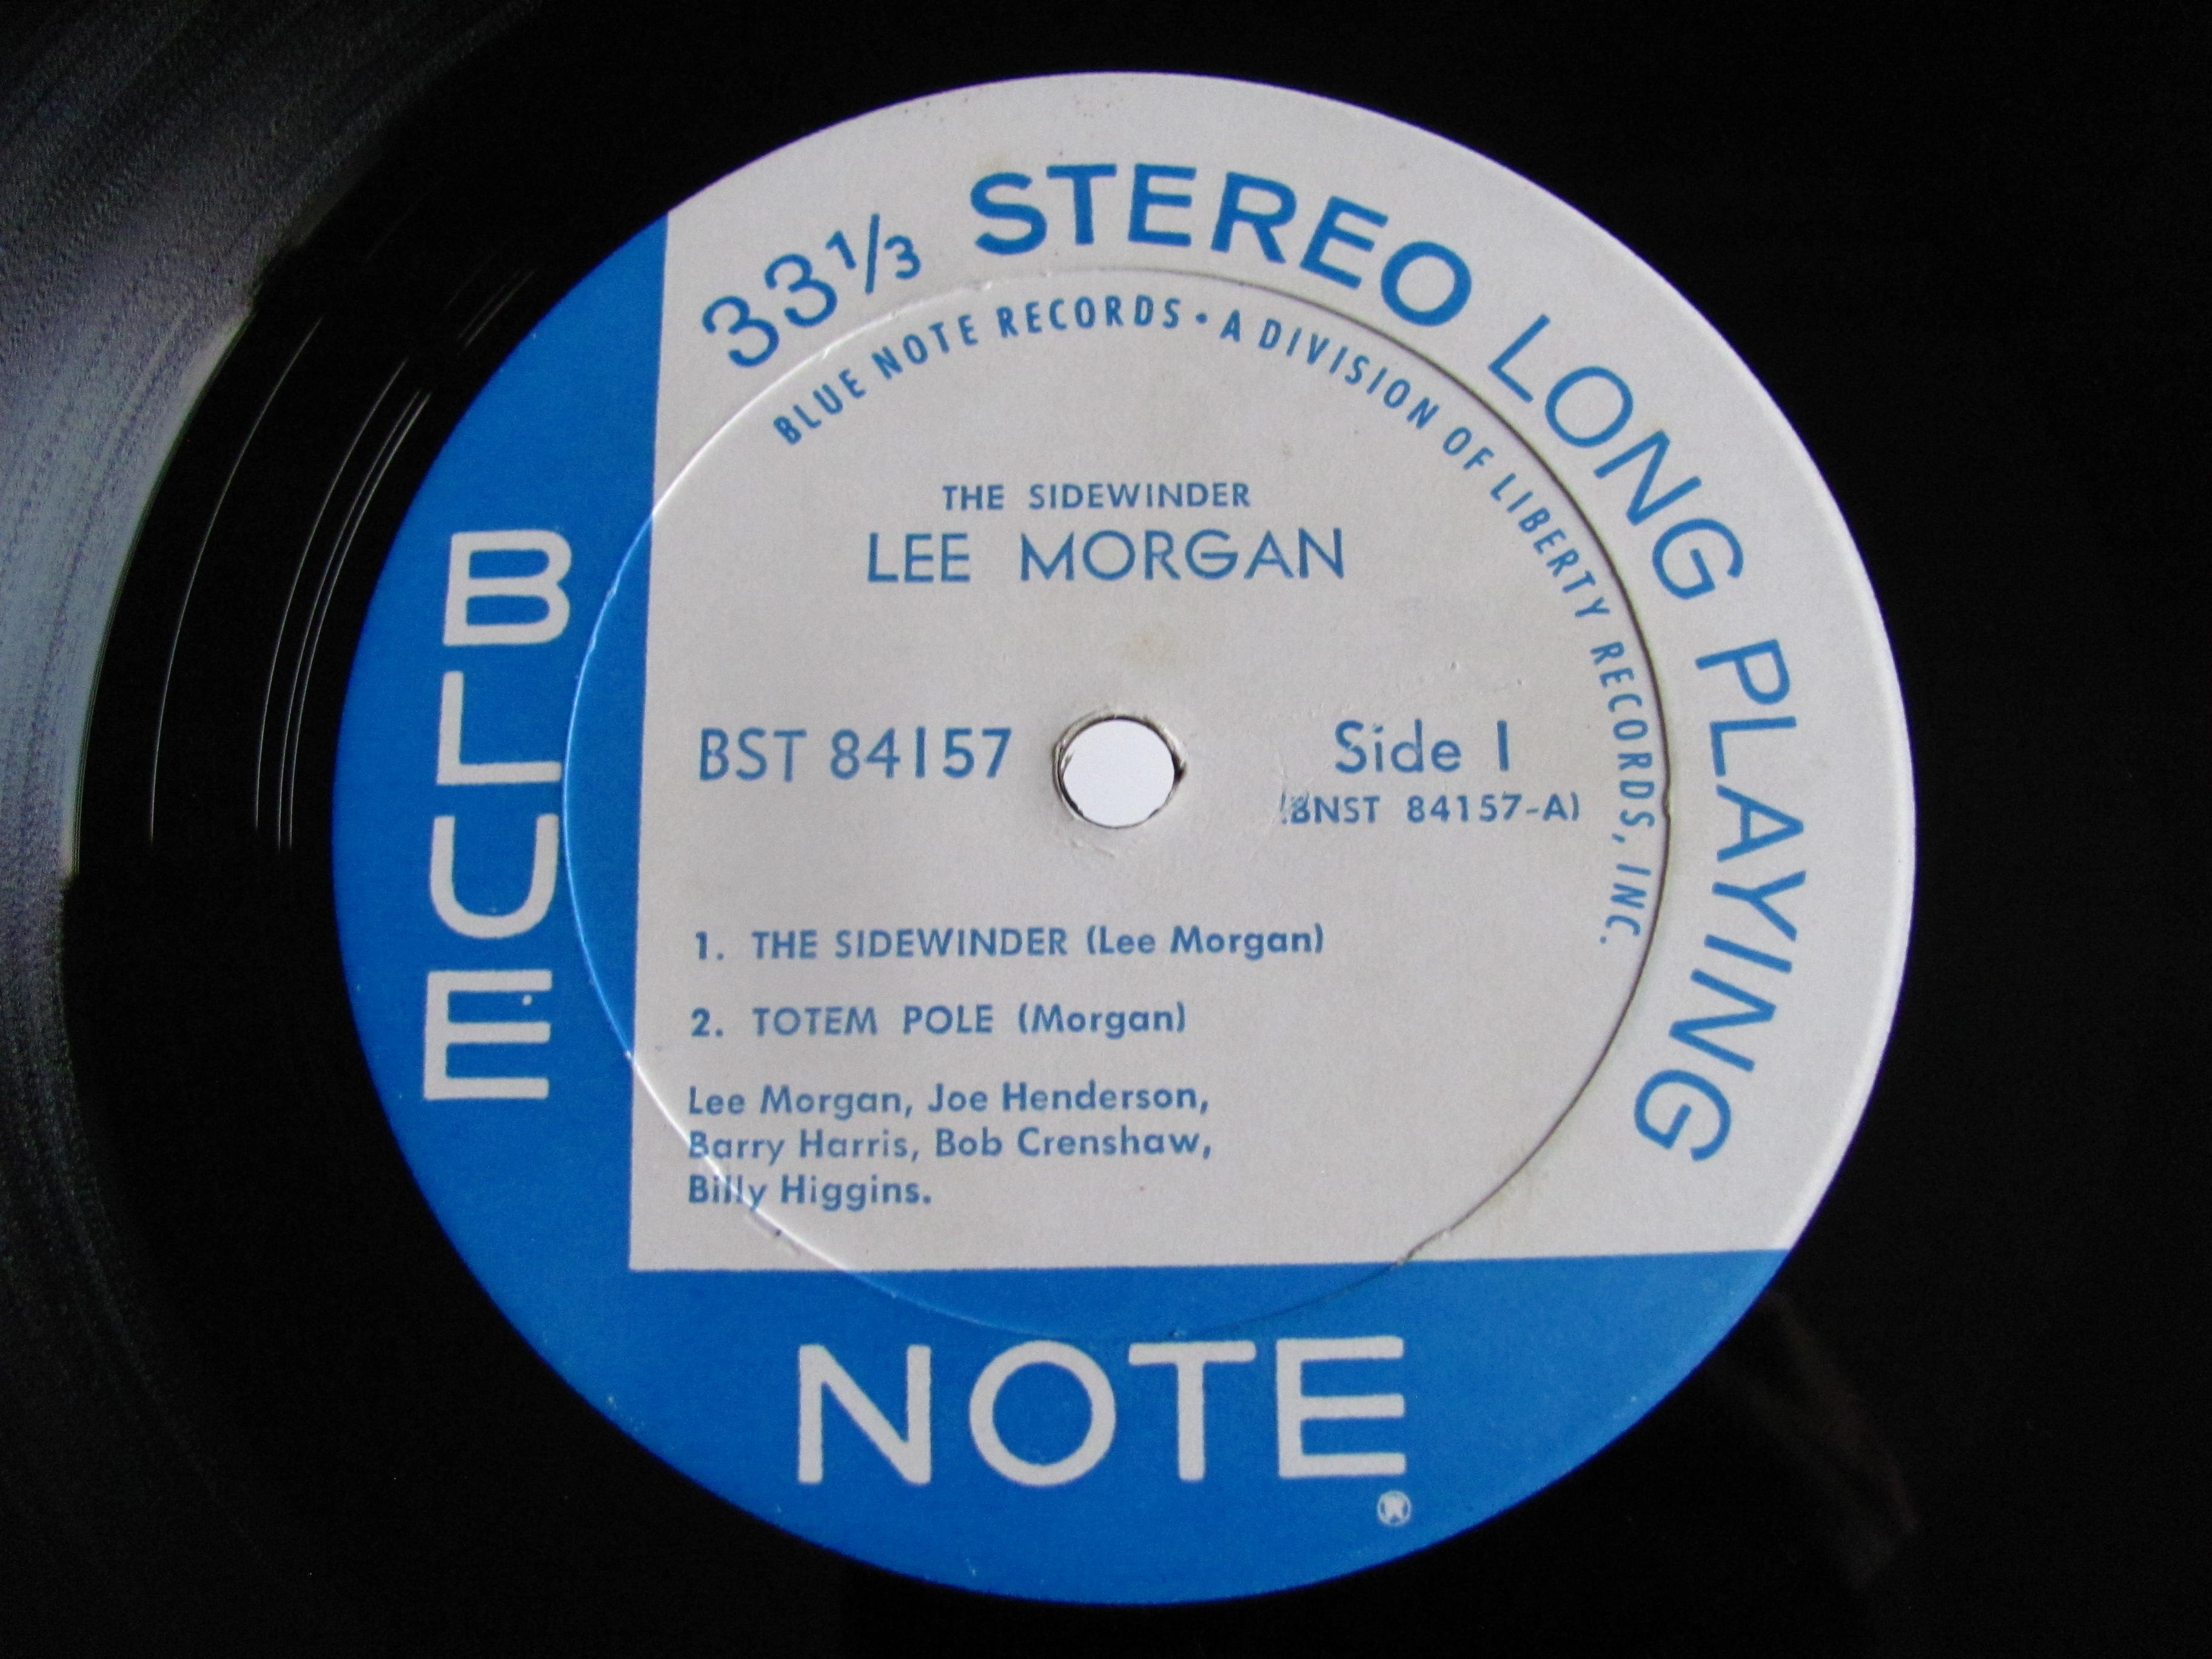 33 1/3 STEREO LONG PLAYING
BLUE NOTE RECORDS • A DIVISION OF LIBERTY RECORDS, INC.
THE SIDEWINDER
LEE MORGAN
BST 84157
Side 1
(BNST 84157-A)
1. THE SIDEWINDER (Lee Morgan)
2. TOTEM POLE (Morgan)
Lee Morgan, Joe Henderson,
Barry Harris, Bob Crenshaw,
Billy Higgins.
BLUE
NOTE
®